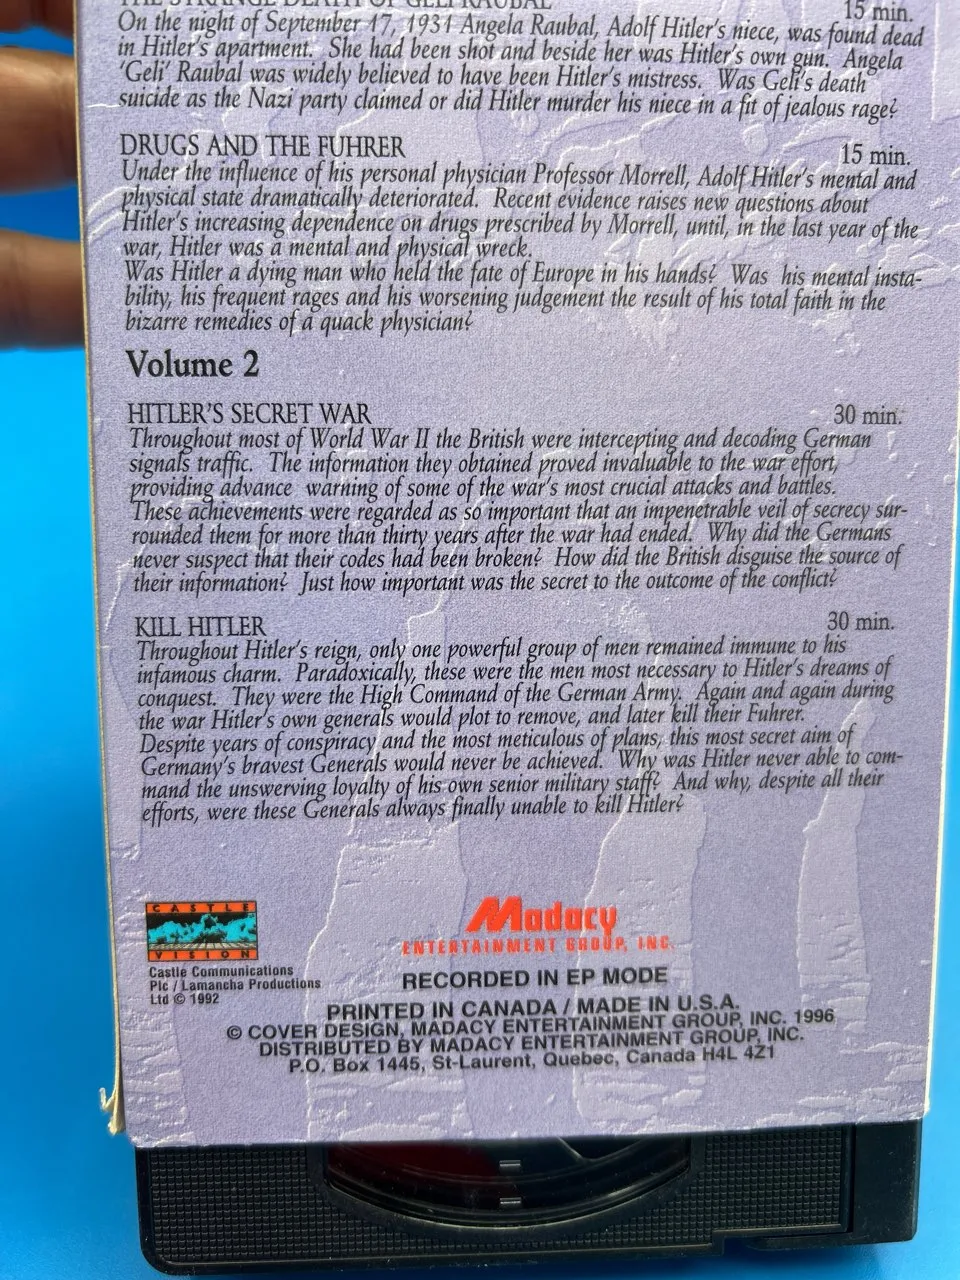 THE STRANGE DEATH OF GELI RAUBAL 15 min.
On the night of September 17, 1931 Angela Raubal, Adolf Hitler's niece, was found dead
in Hitler's apartment. She had been shot and beside her was Hitler's own gun. Angela
'Geli' Raubal was widely believed to have been Hitler's mistress. Was Geli's death
suicide as the Nazi party claimed or did Hitler murder his niece in a fit of jealous rage?
DRUGS AND THE FUHRER 15 min.
Under the influence of his personal physician Professor Morrell, Adolf Hitler's mental and
physical state dramatically deteriorated. Recent evidence raises new questions about
Hitler's increasing dependence on drugs prescribed by Morrell, until, in the last year of the
war, Hitler was a mental and physical wreck.
Was Hitler a dying man who held the fate of Europe in his hands? Was his mental insta-
bility, his frequent rages and his worsening judgement the result of his total faith in the
bizarre remedies of a quack physician?
Volume 2
HITLER'S SECRET WAR 30 min.
Throughout most of World War II the British were intercepting and decoding German
signals traffic. The information they obtained proved invaluable to the war effort,
providing advance warning of some of the war's most crucial attacks and battles.
These achievements were regarded as so important that an impenetrable veil of secrecy sur-
rounded them for more than thirty years after the war had ended. Why did the Germans
never suspect that their codes had been broken? How did the British disguise the source of
their information? Just how important was the secret to the outcome of the conflict?
KILL HITLER 30 min.
Throughout Hitler's reign, only one powerful group of men remained immune to his
infamous charm. Paradoxically, these were the men most necessary to Hitler's dreams of
conquest. They were the High Command of the German Army. Again and again during
the war Hitler's own generals would plot to remove, and later kill their Fuhrer.
Despite years of conspiracy and the most meticulous of plans, this most secret aim of
Germany's bravest Generals would never be achieved. Why was Hitler never able to com-
mand the unswerving loyalty of his own senior military staff? And why, despite all their
efforts, were these Generals always finally unable to kill Hitler?
CASTLE
VISION
Castle Communications
Plc / Lamancha Productions
Ltd © 1992
Madacy
ENTERTAINMENT GROUP, INC.
RECORDED IN EP MODE
PRINTED IN CANADA / MADE IN U.S.A.
© COVER DESIGN, MADACY ENTERTAINMENT GROUP, INC. 1996
DISTRIBUTED BY MADACY ENTERTAINMENT GROUP, INC.
P.O. Box 1445, St-Laurent, Quebec, Canada H4L 4Z1